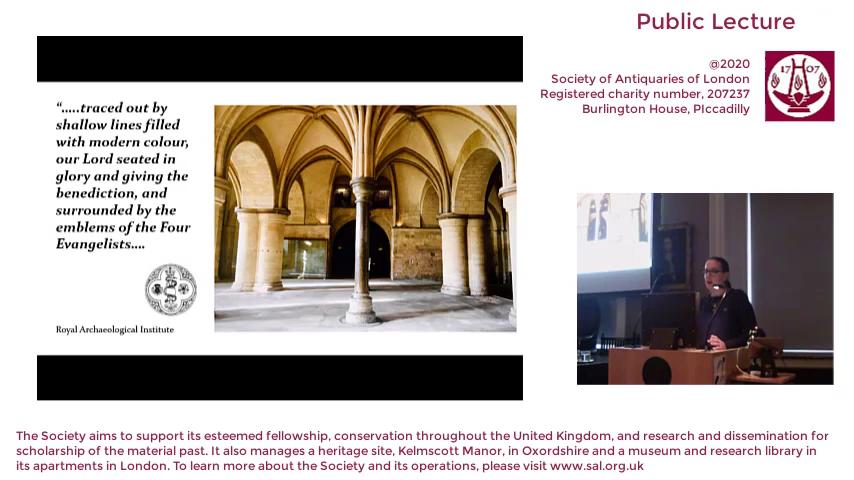 Public Lecture
@2020
Society of Antiquaries of London
Registered charity number, 207237
Burlington House, PIccadilly
17 07
“.....traced out by
shallow lines filled
with modern colour,
our Lord seated in
glory and giving the
benediction, and
surrounded by the
emblems of the Four
Evangelists....
Royal Archaeological Institute
The Society aims to support its esteemed fellowship, conservation throughout the United Kingdom, and research and dissemination for
scholarship of the material past. It also manages a heritage site, Kelmscott Manor, in Oxordshire and a museum and research library in
its apartments in London. To learn more about the Society and its operations, please visit www.sal.org.uk